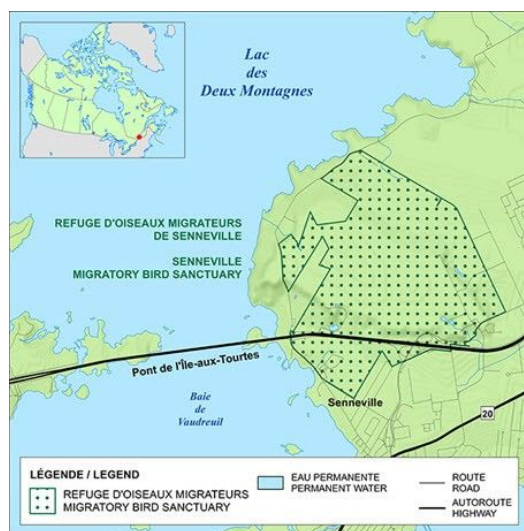 Lac
des
Deux Montagnes
REFUGE D'OISEAUX MIGRATEURS
DE SENNEVILLE
SENNEVILLE
MIGRATORY BIRD SANCTUARY
Pont de l'Île-aux-Tourtes
Baie
de
Vaudreuil
Senneville
20
LÉGENDE / LEGEND
REFUGE D'OISEAUX MIGRATEURS
MIGRATORY BIRD SANCTUARY
EAU PERMANENTE
PERMANENT WATER
ROUTE
ROAD
AUTOROUTE
HIGHWAY